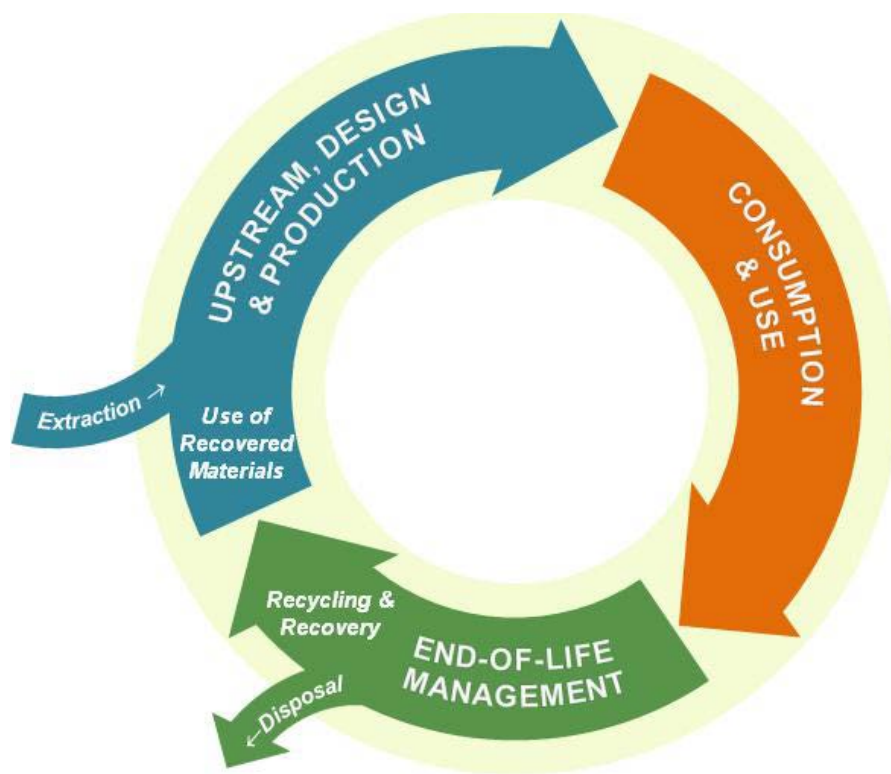 UPSTREAM, DESIGN
& PRODUCTION
CONSUMPTION
& USE
Extraction →
Use of
Recovered
Materials
Recycling &
Recovery
END-OF-LIFE
MANAGEMENT
←Disposal